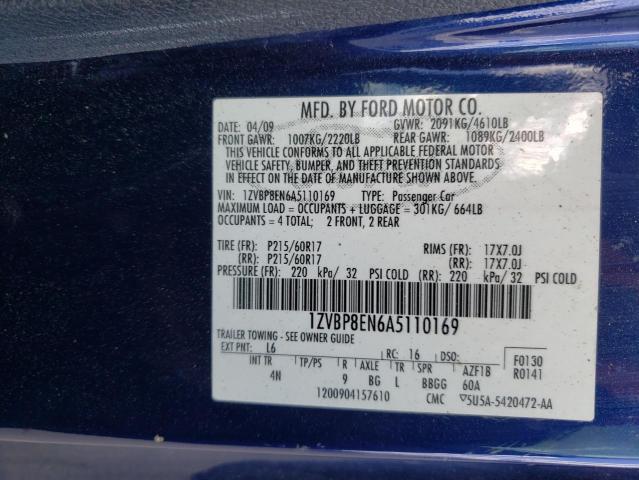 MFD. BY FORD MOTOR CO.
DATE: 04/09 GVWR: 2091KG/4610LB
FRONT GAWR: 1007KG/2220LB REAR GAWR: 1089KG/2400LB
THIS VEHICLE CONFORMS TO ALL APPLICABLE FEDERAL MOTOR
VEHICLE SAFETY, BUMPER, AND THEFT PREVENTION STANDARDS
IN EFFECT ON THE DATE OF MANUFACTURE SHOWN ABOVE.
VIN: 1ZVBP8EN6A5110169 TYPE: Passenger Car
MAXIMUM LOAD = OCCUPANTS + LUGGAGE = 301KG/ 664LB
OCCUPANTS = 4 TOTAL; 2 FRONT, 2 REAR
TIRE (FR): P215/60R17 RIMS (FR): 17X7.0J
(RR): P215/60R17 (RR): 17X7.0J
PRESSURE (FR): 220 kPa/ 32 PSI COLD (RR): 220 kPa/ 32 PSI COLD
1ZVBP8EN6A5110169
TRAILER TOWING - SEE OWNER GUIDE
EXT PNT: L6 RC: 16 DSO: F0130
INT TR TP/PS R AXLE TR SPR AZF1B R0141
4N 9 BG L BBGG 60A
1200904157610 CMC 5U5A-5420472-AA